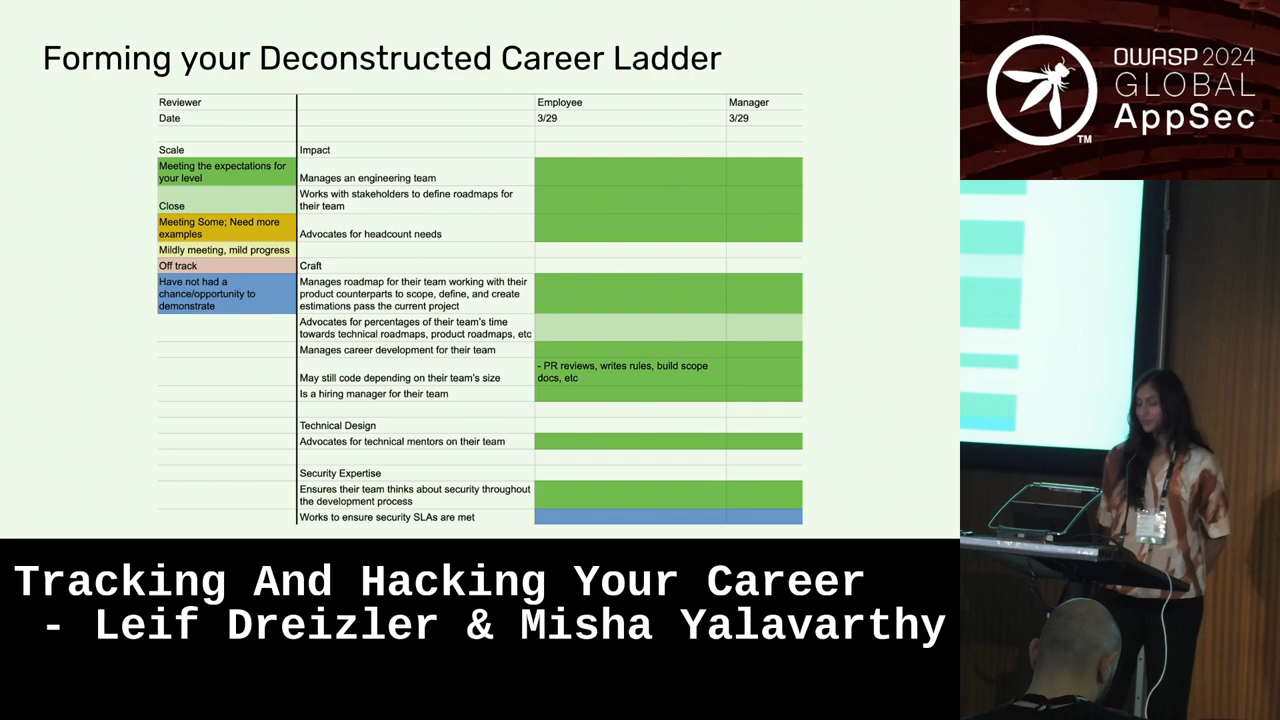 Forming your Deconstructed Career Ladder
Reviewer
Employee
Manager
Date
3/29
3/29
Scale
Impact
Meeting the expectations for
your level
Manages an engineering team
Close
Works with stakeholders to define roadmaps for
their team
Meeting Some; Need more
examples
Advocates for headcount needs
Mildly meeting, mild progress
Off track
Craft
Have not had a
chance/opportunity to
demonstrate
Manages roadmap for their team working with their
product counterparts to scope, define, and create
estimations pass the current project
Advocates for percentages of their team's time
towards technical roadmaps, product roadmaps, etc
Manages career development for their team
May still code depending on their team's size
- PR reviews, writes rules, build scope
docs, etc
Is a hiring manager for their team
Technical Design
Advocates for technical mentors on their team
Security Expertise
Ensures their team thinks about security throughout
the development process
Works to ensure security SLAs are met
OWASP 2024
GLOBAL
AppSec
TM
Tracking And Hacking Your Career
- Leif Dreizler & Misha Yalavarthy